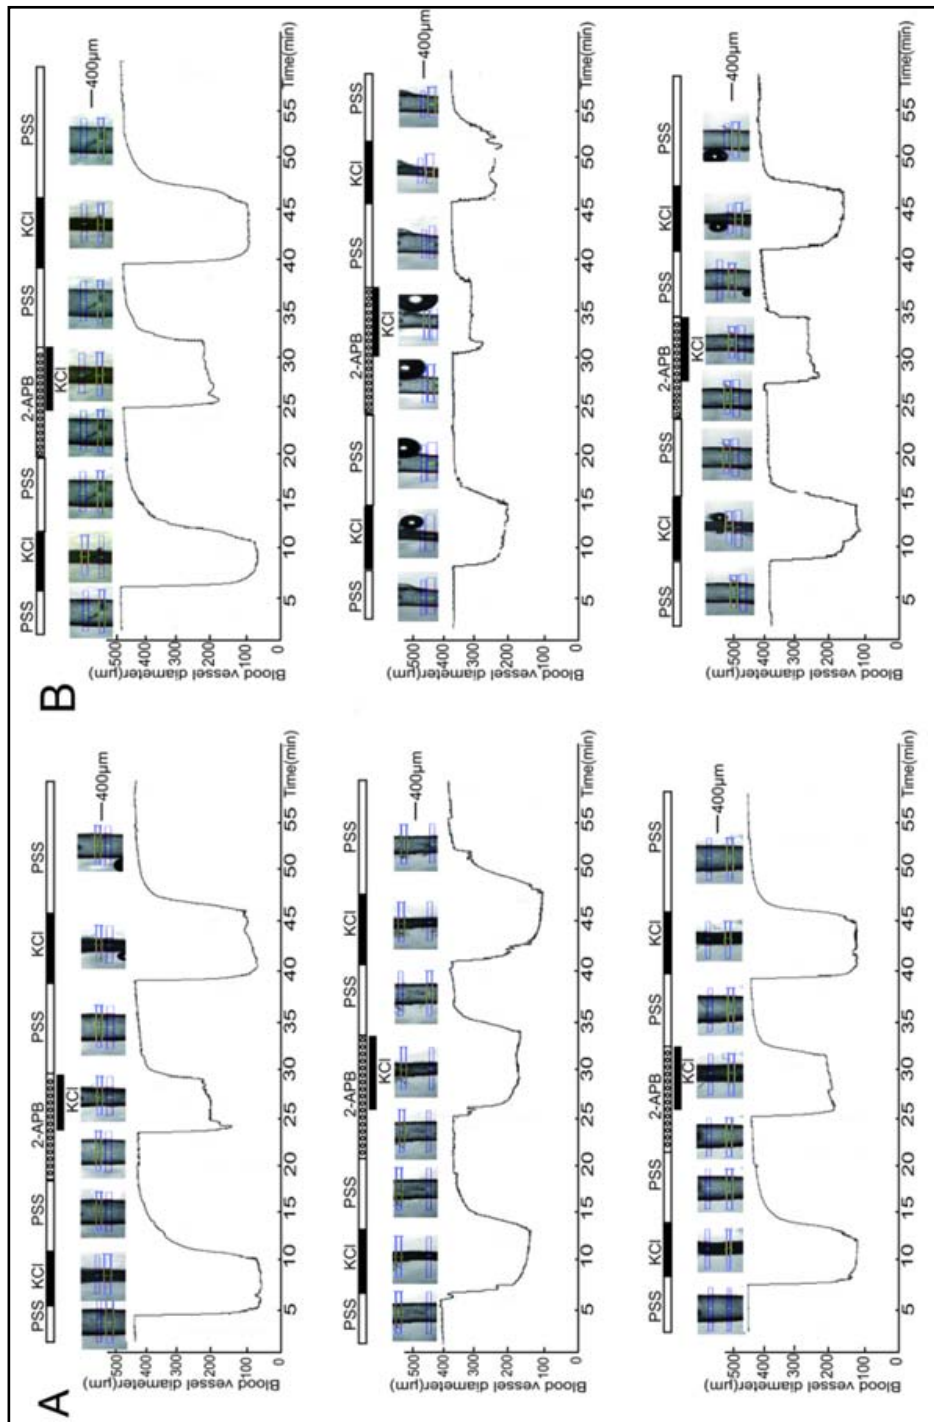 A
PSS KCl PSS 2-APB PSS KCl PSS
KCl
400μm
Blood vessel diameter(μm)
500
400
300
200
100
0
5 10 15 20 25 30 35 40 45 50 55 Time(min)
PSS KCl PSS 2-APB PSS KCl PSS
KCl
400μm
Blood vessel diameter(μm)
500
400
300
200
100
0
5 10 15 20 25 30 35 40 45 50 55 Time(min)
PSS KCl PSS 2-APB PSS KCl PSS
KCl
400μm
Blood vessel diameter(μm)
500
400
300
200
100
0
5 10 15 20 25 30 35 40 45 50 55 Time(min)
B
PSS KCl PSS 2-APB PSS KCl PSS
KCl
400μm
Blood vessel diameter(μm)
500
400
300
200
100
0
5 10 15 20 25 30 35 40 45 50 55 Time(min)
PSS KCl PSS 2-APB PSS KCl PSS
KCl
400μm
Blood vessel diameter(μm)
500
400
300
200
100
0
5 10 15 20 25 30 35 40 45 50 55 Time(min)
PSS KCl PSS 2-APB PSS KCl PSS
KCl
400μm
Blood vessel diameter(μm)
500
400
300
200
100
0
5 10 15 20 25 30 35 40 45 50 55 Time(min)